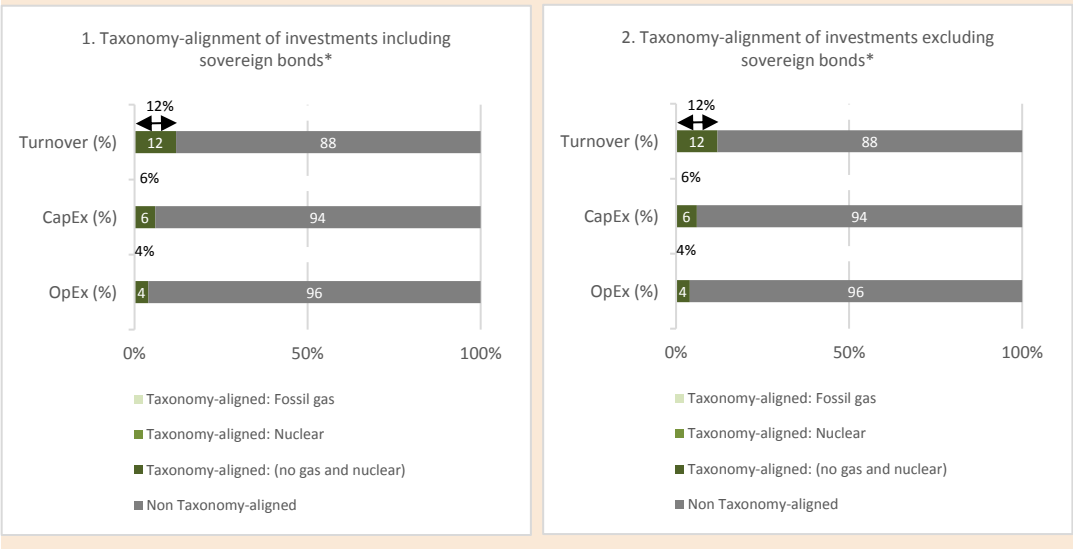 1. Taxonomy-alignment of investments including
sovereign bonds*
12%
Turnover (%)
12
88
6%
CapEx (%)
6
94
4%
OpEx (%)
4
96
0%
50%
100%
Taxonomy-aligned: Fossil gas
Taxonomy-aligned: Nuclear
Taxonomy-aligned: (no gas and nuclear)
Non Taxonomy-aligned
2. Taxonomy-alignment of investments excluding
sovereign bonds*
12%
Turnover (%)
12
88
6%
CapEx (%)
6
94
4%
OpEx (%)
4
96
0%
50%
100%
Taxonomy-aligned: Fossil gas
Taxonomy-aligned: Nuclear
Taxonomy-aligned: (no gas and nuclear)
Non Taxonomy-aligned